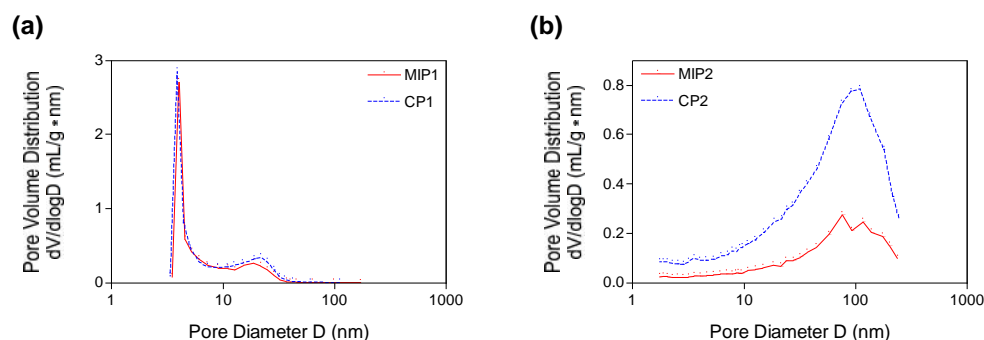 (a)
(b)
Pore Volume Distribution
dV/dlogD (mL/g∗nm)
3
2
1
0
MIP1
CP1
1
10
100
1000
Pore Diameter D (nm)
Pore Volume Distribution
dV/dlogD (mL/g∗nm)
0.8
0.6
0.4
0.2
0.0
MIP2
CP2
1
10
100
1000
Pore Diameter D (nm)